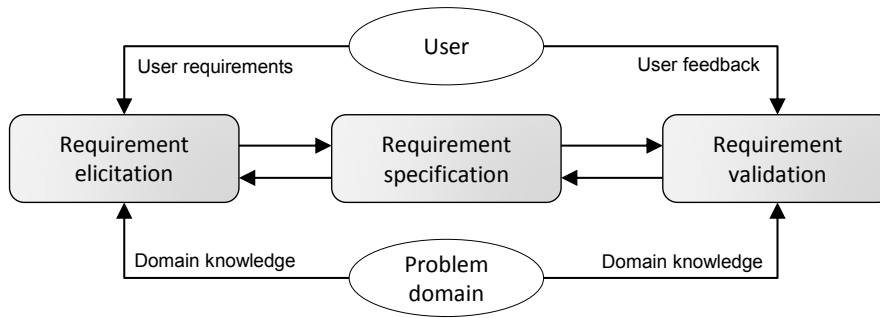 User
User requirements
User feedback
Requirement
elicitation
Requirement
specification
Requirement
validation
Domain knowledge
Domain knowledge
Problem
domain